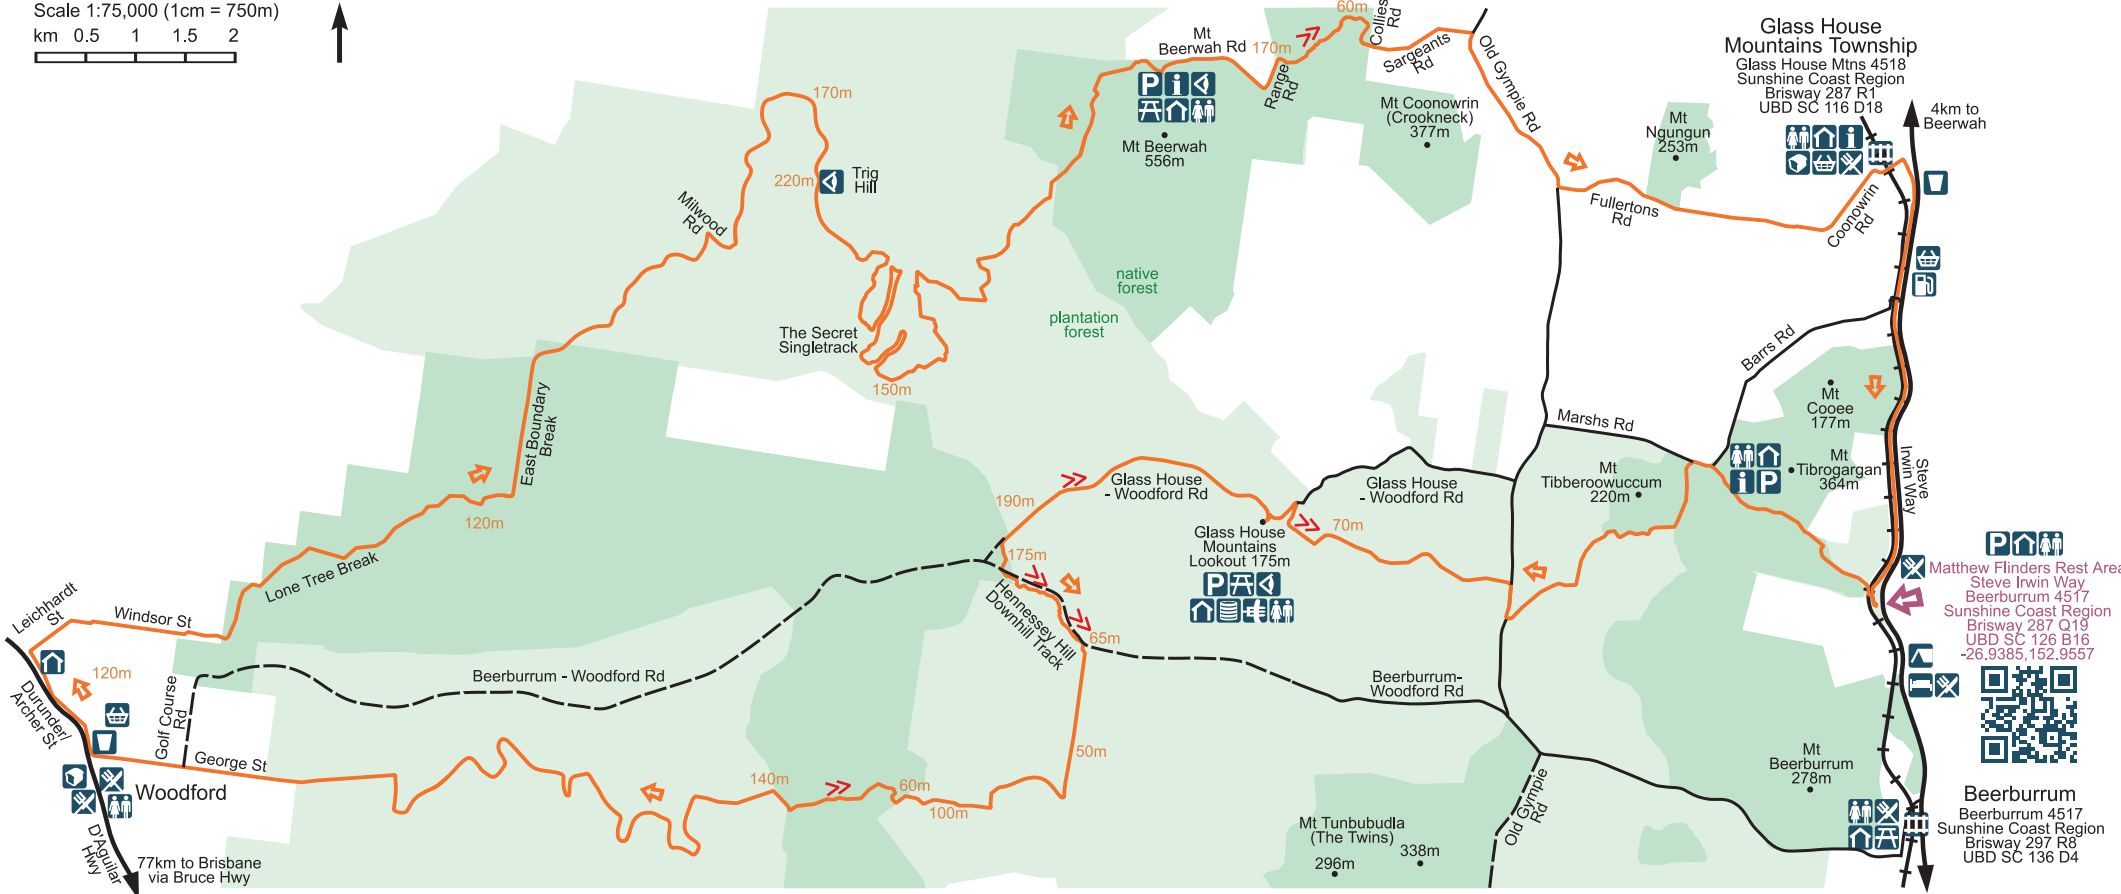 Scale 1:75,000 (1cm = 750m)
km 0.5 1 1.5 2
60m
Collies
Rd
Mt
Beerwah Rd
170m
Range
Rd
Sargeants
Rd
Old Gympie Rd
Glass House
Mountains Township
Glass House Mtns 4518
Sunshine Coast Region
Brisway 287 R1
UBD SC 116 D18
4km to
Beerwah
170m
P i
Mt Beerwah
556m
Mt Coonowrin
(Crookneck)
377m
Mt
Ngungun
253m
i
220m
Trig
Hill
Milwood
Rd
Fullertons
Rd
Coonowrin
Rd
native
forest
plantation
forest
The Secret
Singletrack
150m
Barrs Rd
Mt
Cooee
177m
East Boundary
Break
Marshs Rd
Mt
Tibberoowuccum
220m
Mt
Tibrogargan
364m
i P
Steve
Irwin Way
120m
190m
Glass House
- Woodford Rd
Glass House
- Woodford Rd
70m
Glass House
Mountains
Lookout 175m
P
175m
Lone Tree Break
Hennessey Hill
Downhill Track
65m
P
Matthew Flinders Rest Area
Steve Irwin Way
Beerburrum 4517
Sunshine Coast Region
Brisway 287 Q19
UBD SC 126 B16
-26.9385,152.9557
Leichhardt
St
Windsor St
120m
Durundur/
Archer St
Golf Course
Rd
Beerburrum - Woodford Rd
Beerburrum-
Woodford Rd
George St
Woodford
140m
60m
100m
50m
D'Aguilar
Hwy
77km to Brisbane
via Bruce Hwy
Old Gympie
Rd
Mt Tunbubudla
(The Twins)
296m
338m
Mt
Beerburrum
278m
Beerburrum
Beerburrum 4517
Sunshine Coast Region
Brisway 297 R8
UBD SC 136 D4